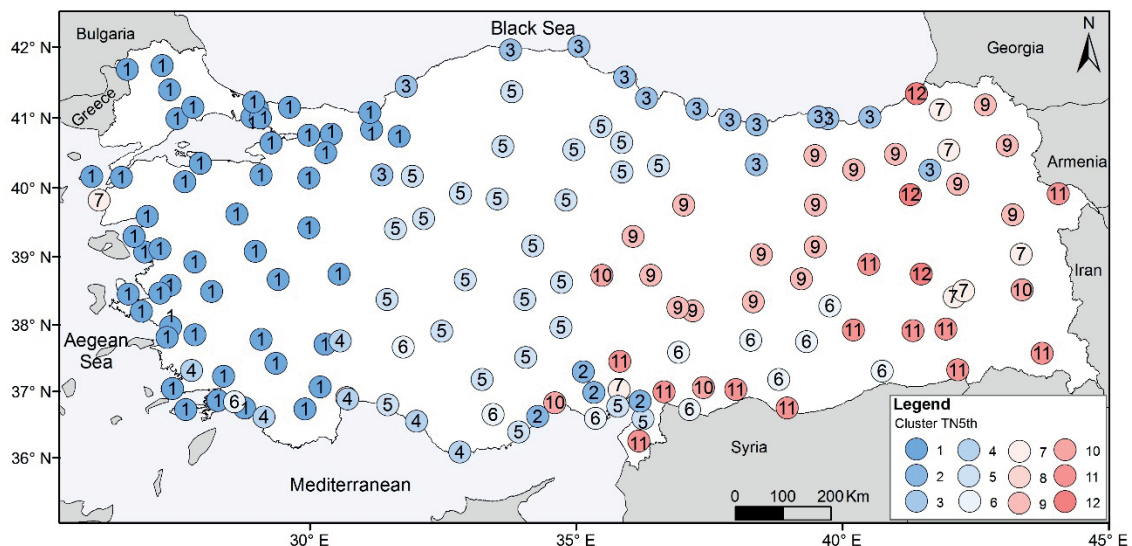 Bulgaria
Black Sea
Georgia
N
Greece
Armenia
Iran
Aegean
Sea
Syria
Mediterranean
42° N
41° N
40° N
39° N
38° N
37° N
36° N
30° E
35° E
40° E
45° E
0 100 200 Km
Legend
Cluster TN5th
1 4 7 10
2 5 8 11
3 6 9 12